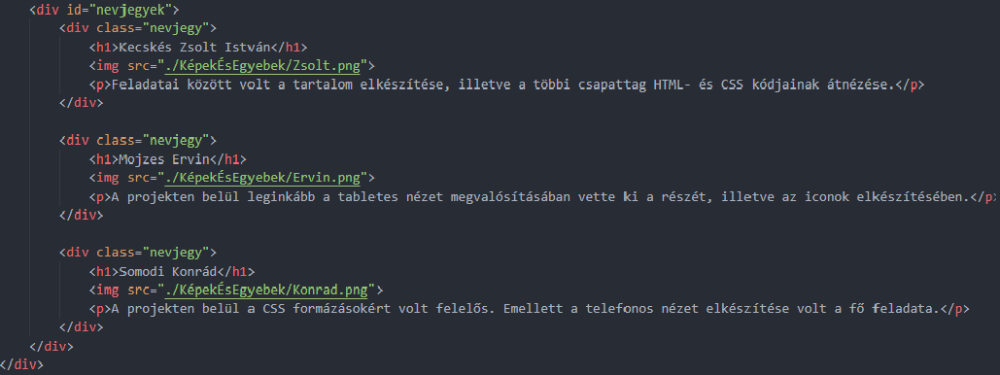 <div id="nevjegyek">
<div class="nevjegy">
<h1>Kecskés Zsolt István</h1>
<img src="./KépekÉsEgyebek/Zsolt.png">
<p>Feladatai között volt a tartalom elkészítése, illetve a többi csapattag HTML- és CSS kódjainak átnézése.</p>
</div>
<div class="nevjegy">
<h1>Mojzes Ervin</h1>
<img src="./KépekÉsEgyebek/Ervin.png">
<p>A projekten belül leginkább a tabletes nézet megvalósításában vette ki a részét, illetve az iconok elkészítésében.</p>
</div>
<div class="nevjegy">
<h1>Somodi Konrád</h1>
<img src="./KépekÉsEgyebek/Konrad.png">
<p>A projekten belül a CSS formázásokért volt felelős. Emellett a telefonos nézet elkészítése volt a fő feladata.</p>
</div>
</div>
</div>